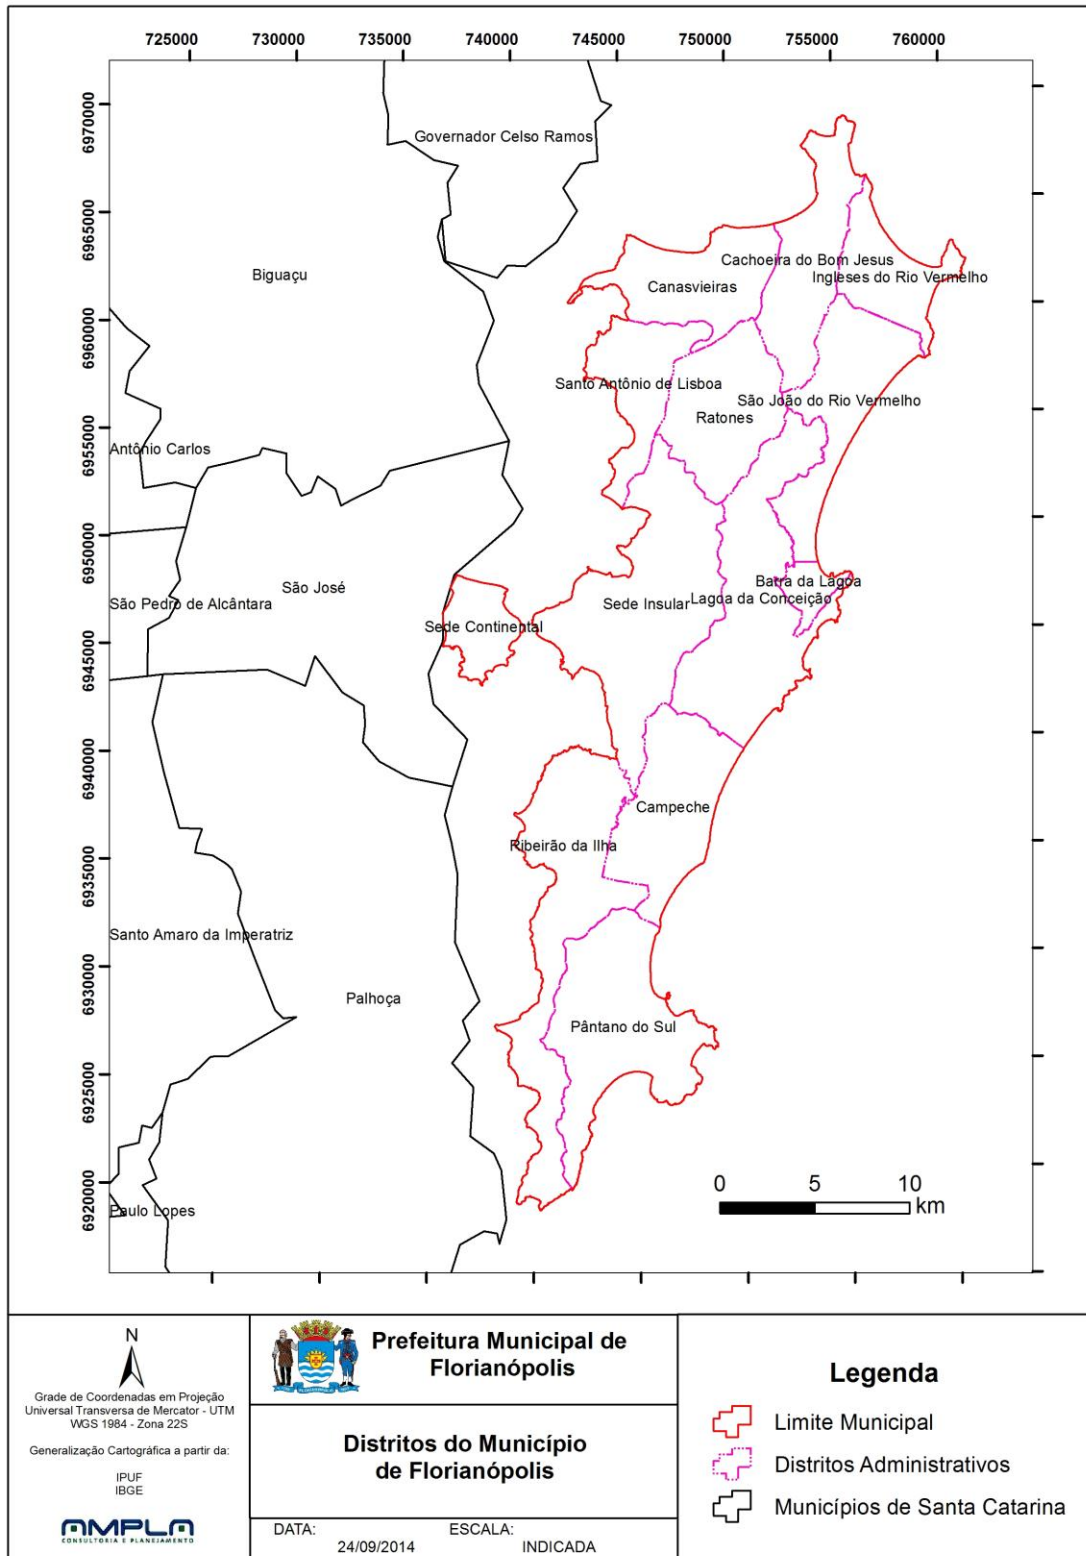 725000 730000 735000 740000 745000 750000 755000 760000
6970000
6965000
6960000
6955000
6950000
6945000
6940000
6935000
6930000
6925000
6920000
Governador Celso Ramos
Biguaçu
Cachoeira do Bom Jesus
Ingleses do Rio Vermelho
Canasvieiras
Santo Antônio de Lisboa
São João do Rio Vermelho
Ratones
Antônio Carlos
São José
Barra da Lagoa
São Pedro de Alcântara
Sede Insular
Lagoa da Conceição
Sede Continental
Campeche
Ribeirão da Ilha
Santo Amaro da Imperatriz
Palhoça
Pântano do Sul
Paulo Lopes
0 5 10
km
N
Grade de Coordenadas em Projeção
Universal Transversa de Mercator - UTM
WGS 1984 - Zona 22S
Generalização Cartográfica a partir da:
IPUF
IBGE
AMPLA
CONSULTORIA E PLANEJAMENTO
Prefeitura Municipal de
Florianópolis
Distritos do Município
de Florianópolis
DATA: ESCALA:
24/09/2014 INDICADA
Legenda
Limite Municipal
Distritos Administrativos
Municípios de Santa Catarina